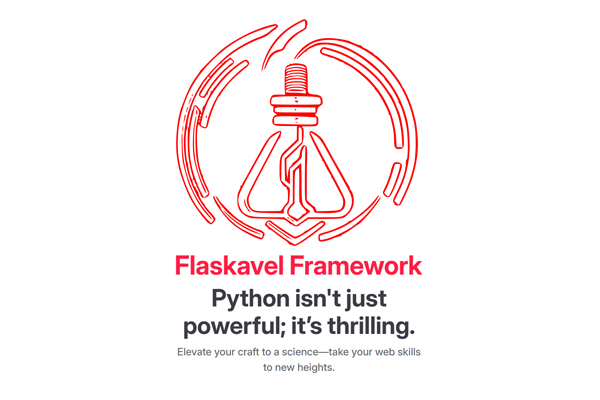 Flaskavel Framework
Python isn't just
powerful; it’s thrilling.
Elevate your craft to a science—take your web skills
to new heights.